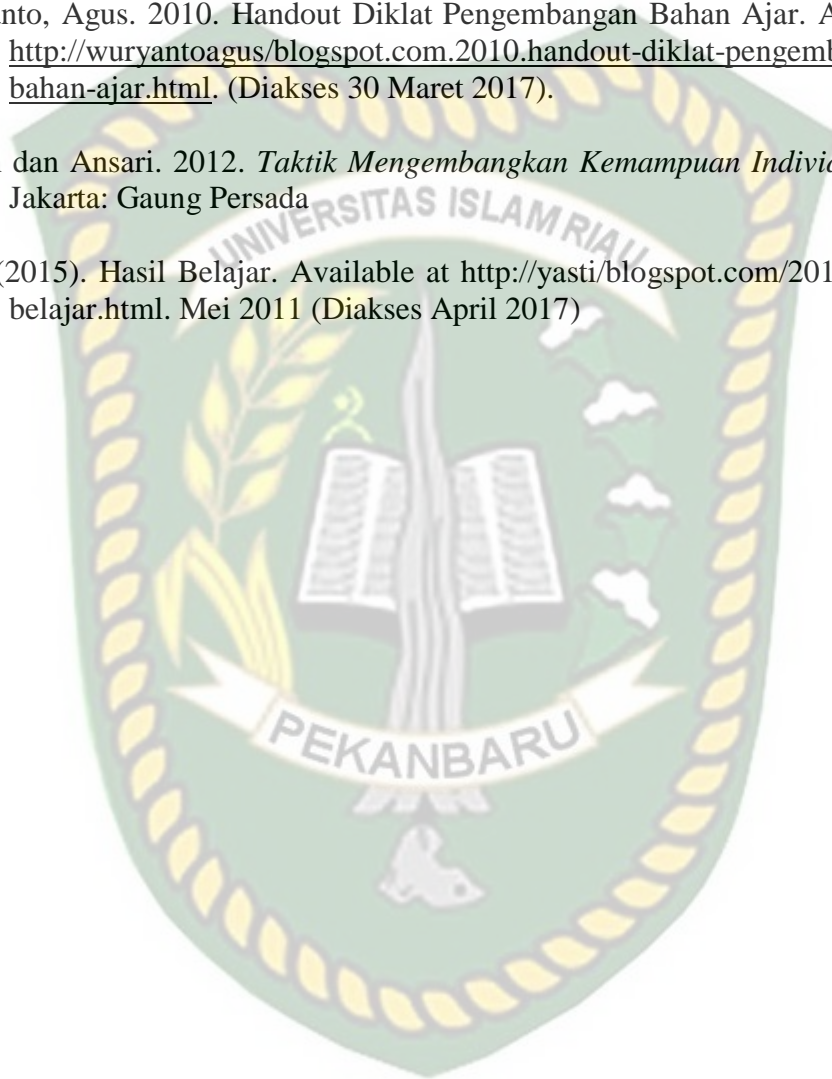 nto, Agus. 2010. Handout Diklat Pengembangan Bahan Ajar. A
http://wuryantoagus/blogspot.com.2010.handout-diklat-pengemb
bahan-ajar.html. (Diakses 30 Maret 2017).
dan Ansari. 2012. Taktik Mengembangkan Kemampuan Individ
Jakarta: Gaung Persada
(2015). Hasil Belajar. Available at http://yasti/blogspot.com/201
belajar.html. Mei 2011 (Diakses April 2017)
UNIVERSITAS ISLAM RIAU
PEKANBARU